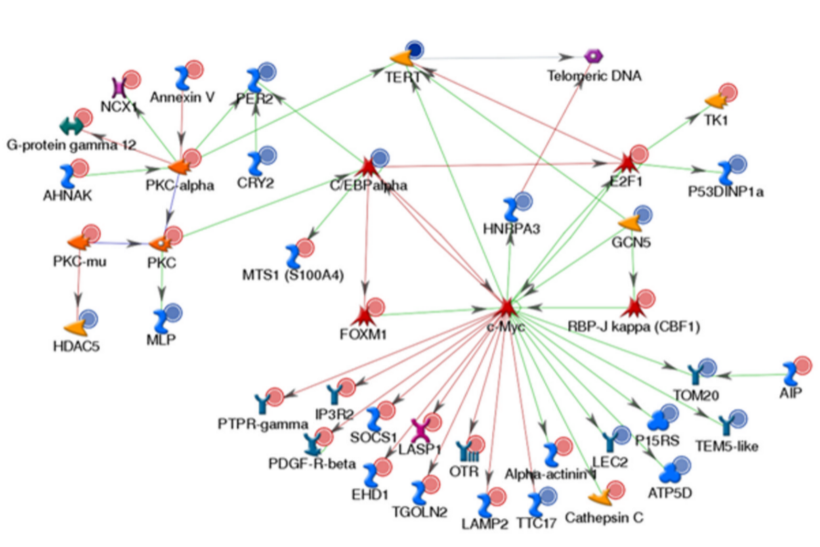 TERT
Telomeric DNA
NCX1
Annexin V
PER2
TK1
G-protein gamma 12
AHNAK
PKC-alpha
CRY2
C/EBPalpha
E2F1
P53DINP1a
HNRPA3
GCN5
PKC-mu
PKC
MTS1 (S100A4)
HDAC5
MLP
FOXM1
c-Myc
RBP-J kappa (CBF1)
TOM20
AIP
PTPR-gamma
IP3R2
SOCS1
LASP1
P15RS
TEM5-like
PDGF-R-beta
OTR
Alpha-actinin 1
LEC2
EHD1
TGOLN2
ATP5D
LAMP2
TTC17
Cathepsin C